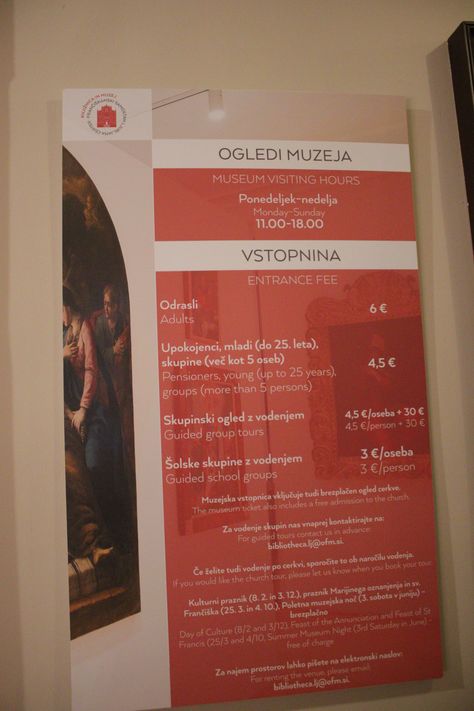 KNJIŽNICA IN MUZEJ
FRANČIŠKANSKI SAMOSTAN
OGLEDI MUZEJA
MUSEUM VISITING HOURS
Ponedeljek–nedelja
Monday–Sunday
11.00–18.00
VSTOPNINA
ENTRANCE FEE
Odrasli
Adults
6 €
Upokojenci, mladi (do 25. leta),
skupine (več kot 5 oseb)
Pensioners, young (up to 25 years),
groups (more than 5 persons)
4,5 €
Skupinski ogled z vodenjem
Guided group tours
4,5 €/oseba + 30 €
4,5 €/person + 30 €
Šolske skupine z vodenjem
Guided school groups
3 €/oseba
3 €/person
Muzejska vstopnica vključuje tudi brezplačen ogled cerkve.
The museum ticket also includes a free admission to the church.
Za vodenje skupin nas vnaprej kontaktirajte na:
For guided tours contact us in advance:
bibliotheca.lj@ofm.si.
Če želite tudi vodenje po cerkvi, sporočite to ob naročilu vodenja.
If you would like the church tour, please let us know when you book your tour.
Kulturni praznik (8. 2. in 3. 12.), praznik Marijinega oznanjenja in sv.
Frančiška (25. 3. in 4. 10.), Poletna muzejska noč (3. sobota v juniju) –
brezplačno
Day of Culture (8/2 and 3/12), Feast of the Annunciation and Feast of St
Francis (25/3 and 4/10, Summer Museum Night (3rd Saturday in June) –
free of charge
Za najem prostorov lahko pišete na elektronski naslov:
For renting the venue, please email:
bibliotheca.lj@ofm.si.